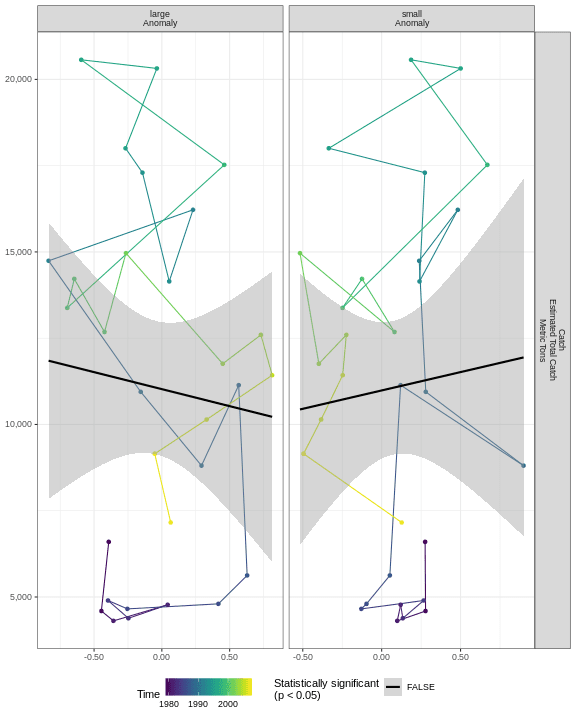 large
Anomaly
small
Anomaly
20,000
15,000
10,000
5,000
Catch
Estimated Total Catch
Metric Tons
-0.50
0.00
0.50
-0.50
0.00
0.50
Time
1980
1990
2000
Statistically significant
(p < 0.05)
FALSE